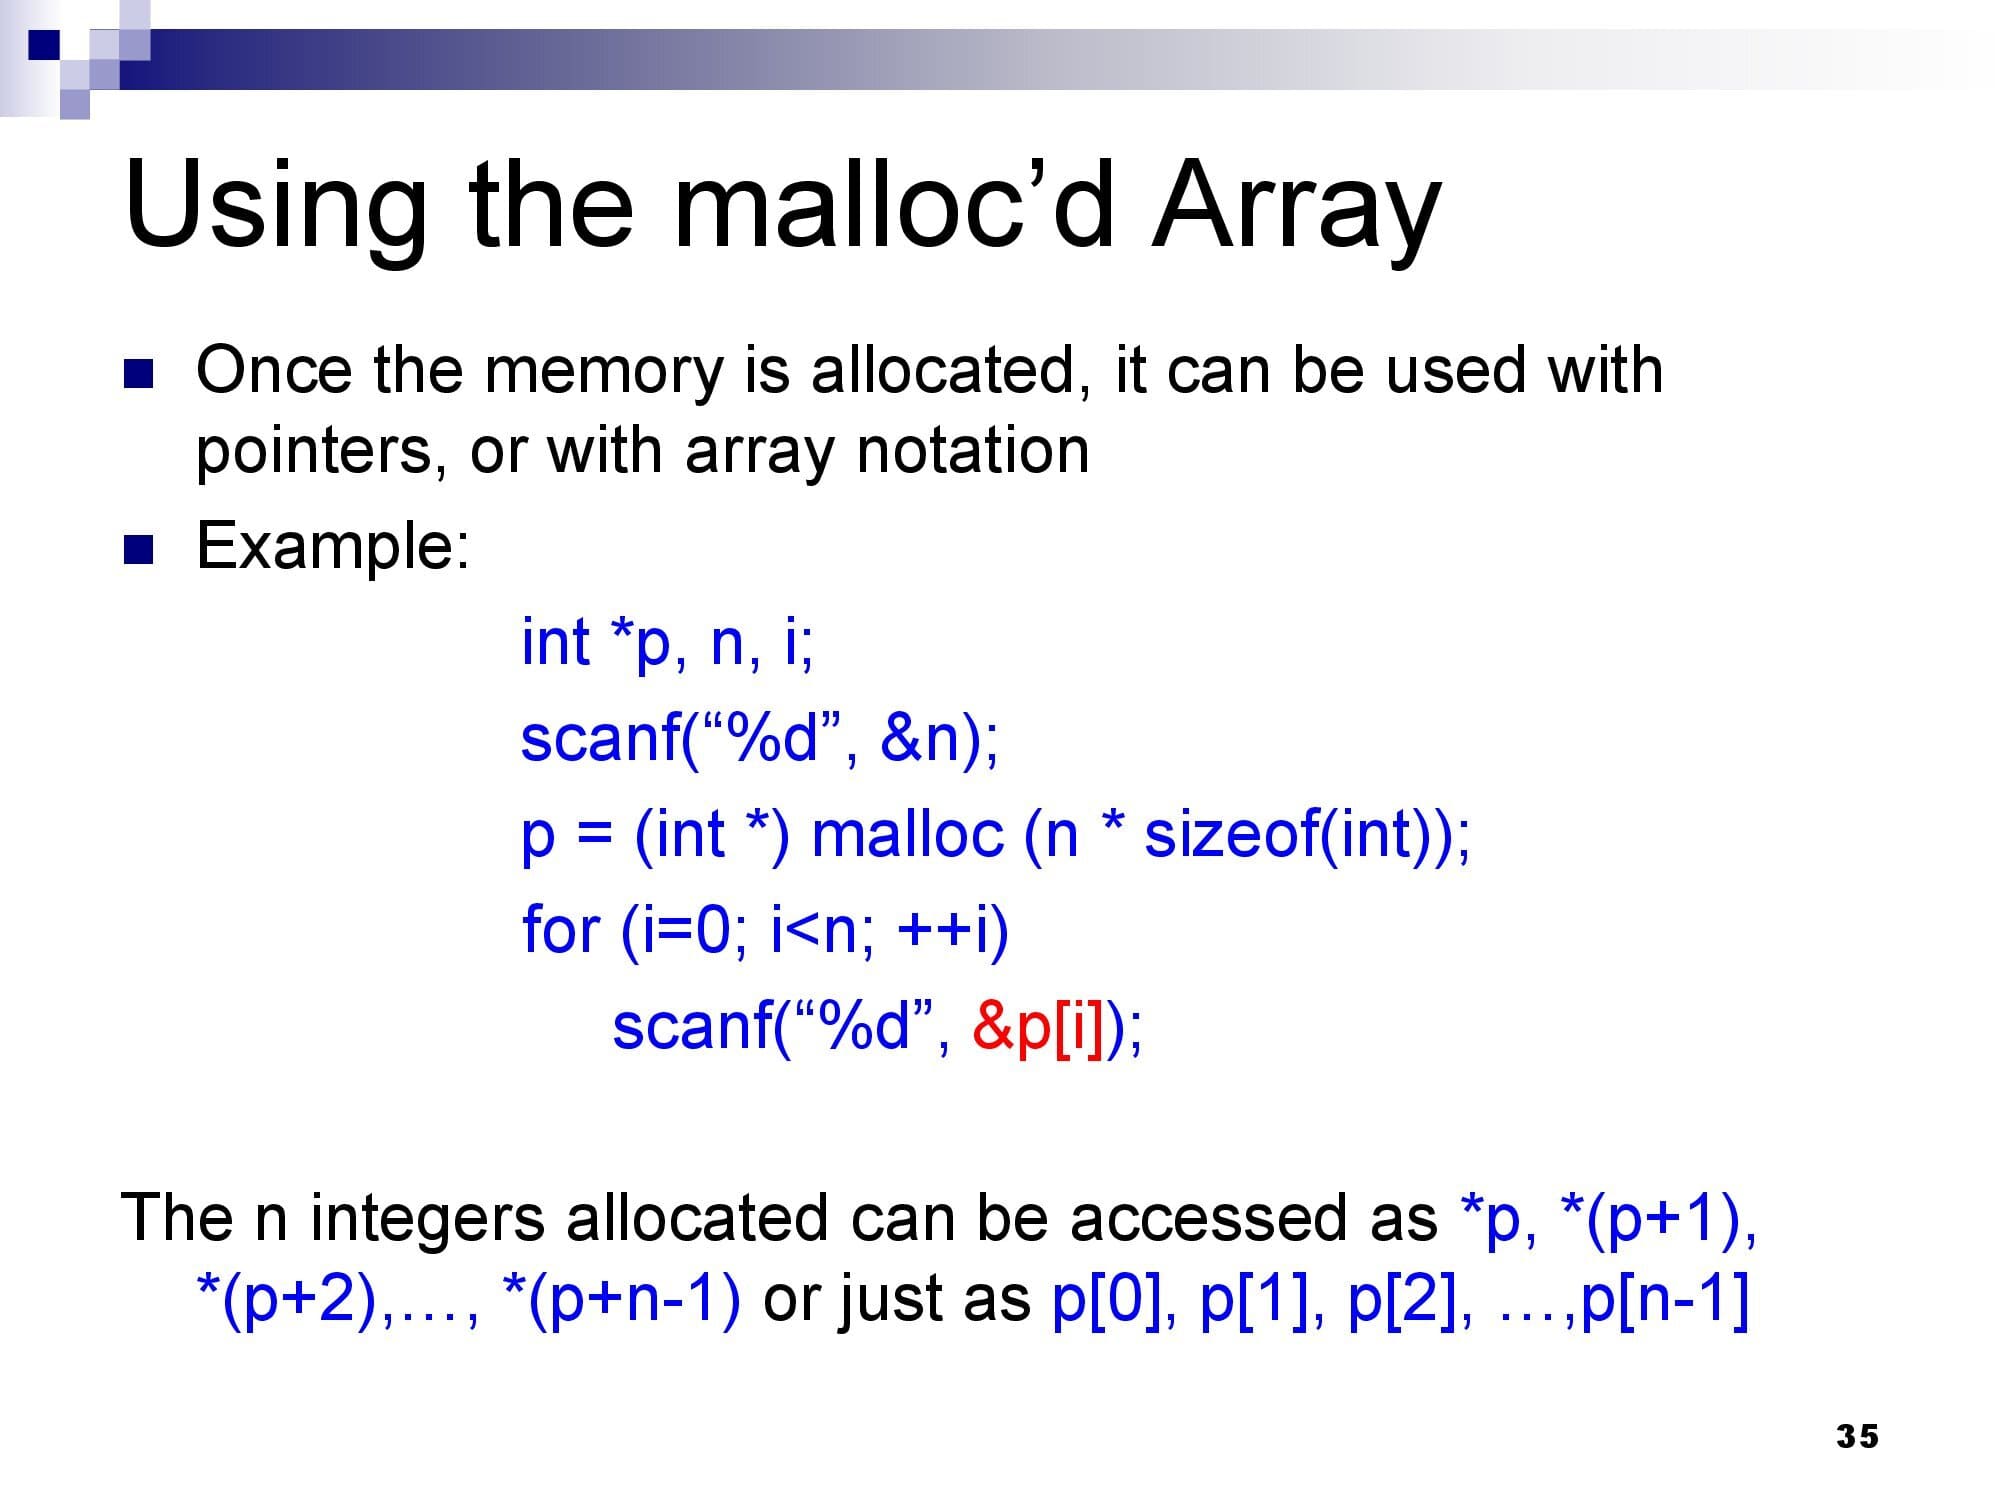 Using the malloc’d Array
Once the memory is allocated, it can be used with
pointers, or with array notation
Example:
int *p, n, i;
scanf(“%d”, &n);
p = (int *) malloc (n * sizeof(int));
for (i=0; i<n; ++i)
scanf(“%d”, &p[i]);
The n integers allocated can be accessed as *p, *(p+1),
*(p+2),…, *(p+n-1) or just as p[0], p[1], p[2], …,p[n-1]
35